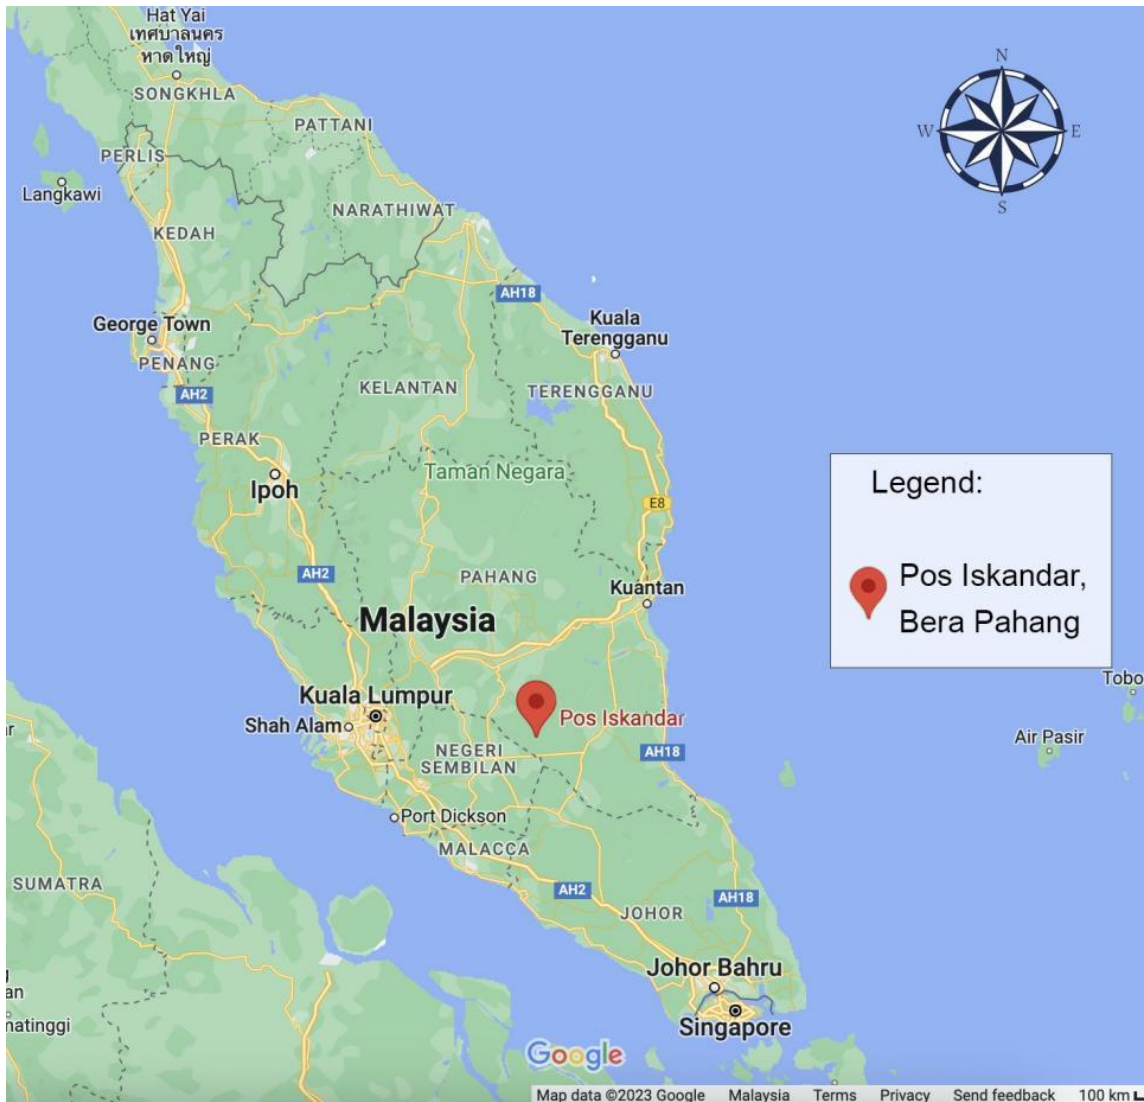 Hat Yai
เทศบาลนคร
หาดใหญ่
SONGKHLA
PATTANI
PERLIS
Langkawi
NARATHIWAT
KEDAH
AH18
George Town
Kuala
Terengganu
PENANG
KELANTAN
TERENGGANU
AH2
PERAK
Taman Negara
Ipoh
E8
AH2
PAHANG
Kuantan
Malaysia
Kuala Lumpur
Shah Alam
Pos Iskandar
NEGERI
SEMBILAN
AH18
Port Dickson
MALACCA
SUMATRA
AH2
AH18
JOHOR
Johor Bahru
Singapore
N
W
E
S
Legend:
Pos Iskandar,
Bera Pahang
Tobo
Air Pasir
ar
an
matinggi
Google
Map data ©2023 Google Malaysia Terms Privacy Send feedback 100 km